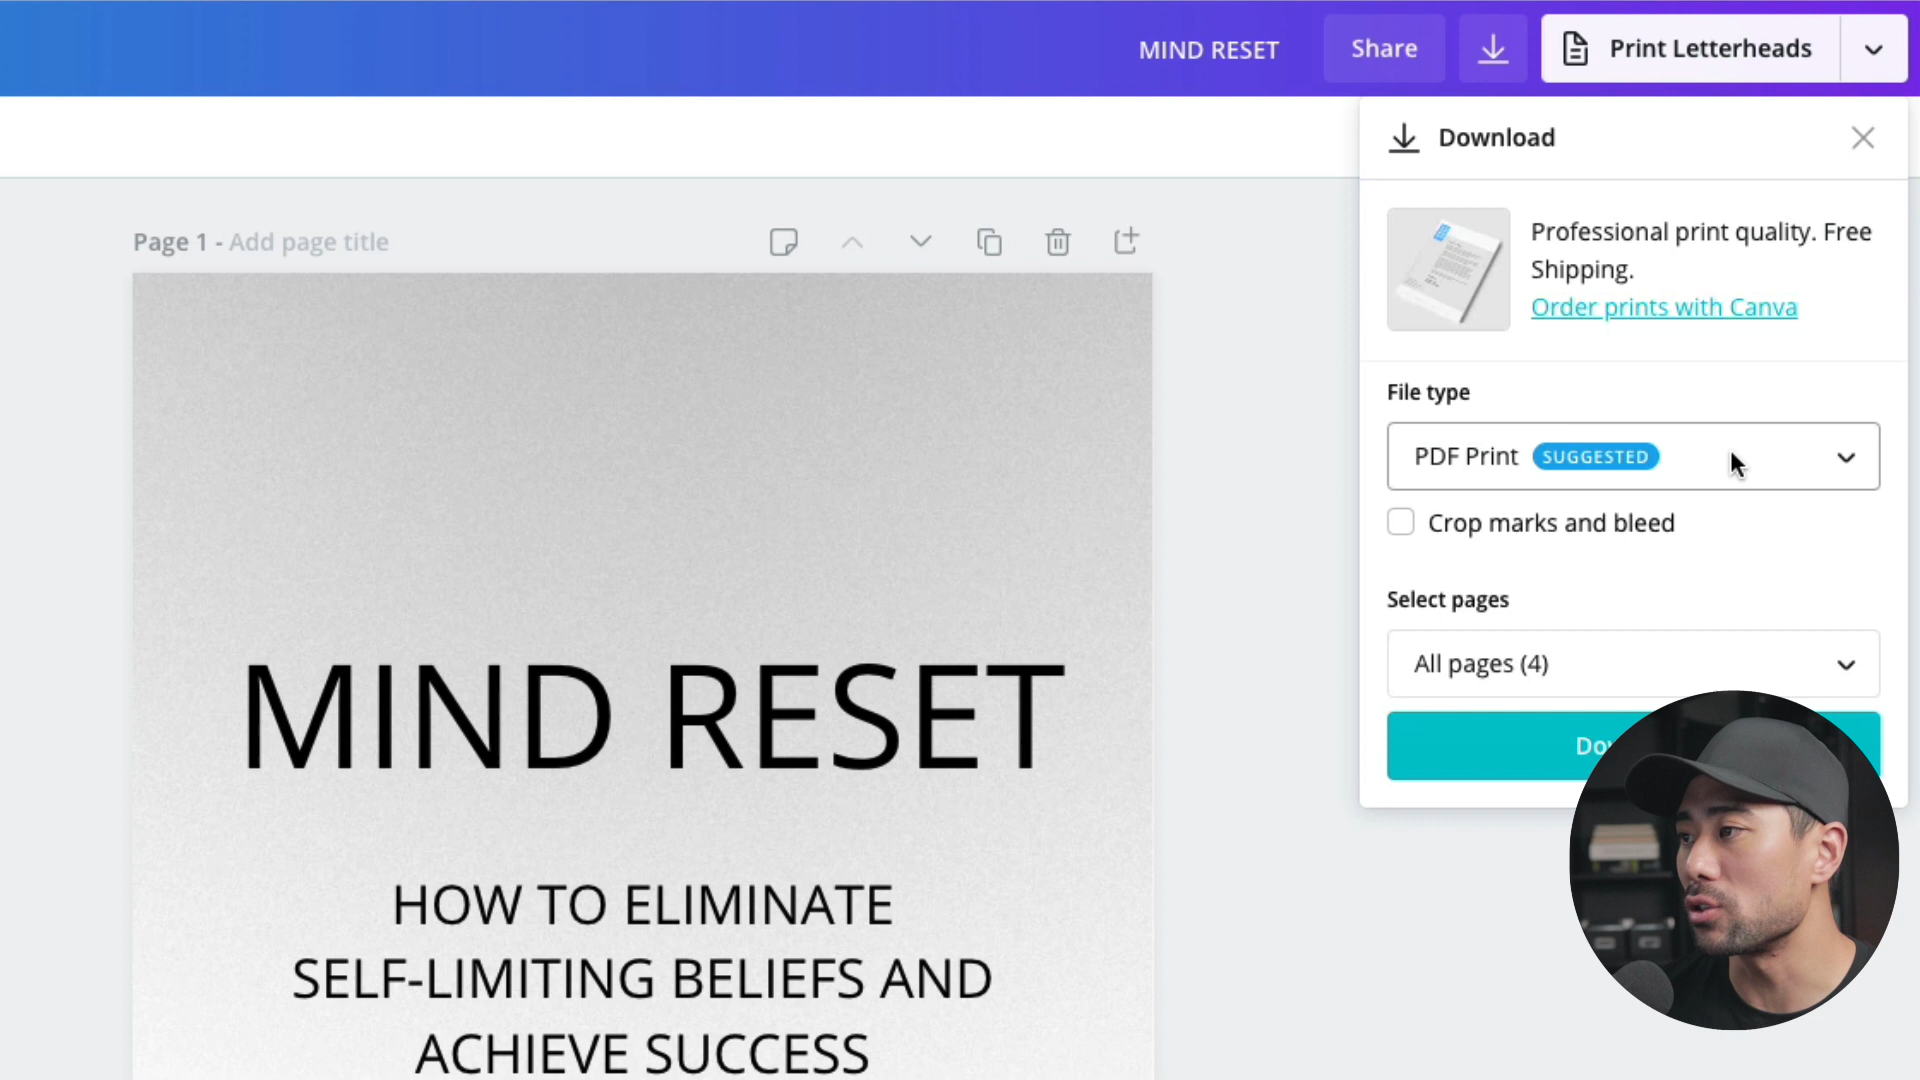 MIND RESET
Share
Print Letterheads
Download
Page 1 - Add page title
Professional print quality. Free
Shipping.
Order prints with Canva
File type
PDF Print SUGGESTED
Crop marks and bleed
Select pages
All pages (4)
MIND RESET
HOW TO ELIMINATE
SELF-LIMITING BELIEFS AND
ACHIEVE SUCCESS